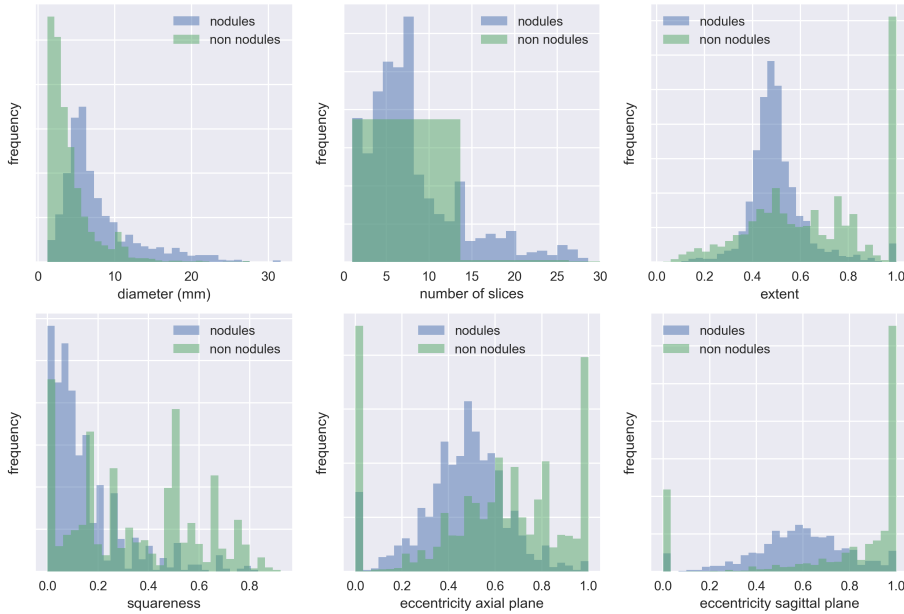 nodules
non nodules
frequency
0 10 20 30
diameter (mm)
nodules
non nodules
frequency
0 5 10 15 20 25 30
number of slices
nodules
non nodules
frequency
0.0 0.2 0.4 0.6 0.8 1.0
extent
nodules
non nodules
frequency
0.0 0.2 0.4 0.6 0.8
squareness
nodules
non nodules
frequency
0.0 0.2 0.4 0.6 0.8 1.0
eccentricity axial plane
nodules
non nodules
frequency
0.0 0.2 0.4 0.6 0.8 1.0
eccentricity sagittal plane